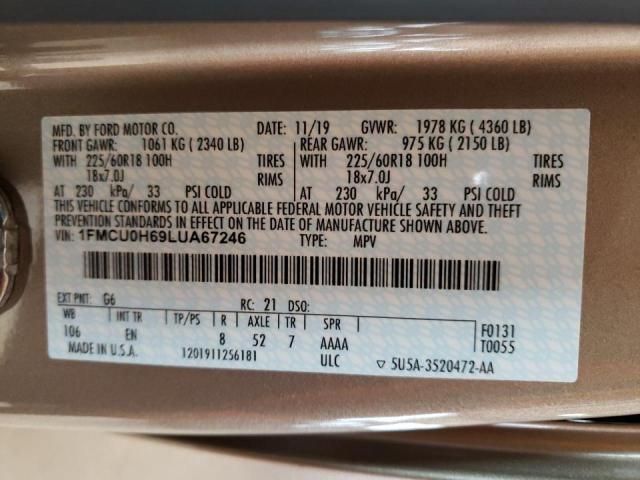 MFD. BY FORD MOTOR CO. DATE: 11/19 GVWR: 1978 KG ( 4360 LB)
FRONT GAWR: 1061 KG ( 2340 LB) REAR GAWR: 975 KG ( 2150 LB)
WITH 225/60R18 100H TIRES WITH 225/60R18 100H TIRES
18x7.0J RIMS 18x7.0J RIMS
AT 230 kPa/ 33 PSI COLD AT 230 kPa/ 33 PSI COLD
THIS VEHICLE CONFORMS TO ALL APPLICABLE FEDERAL MOTOR VEHICLE SAFETY AND THEFT
PREVENTION STANDARDS IN EFFECT ON THE DATE OF MANUFACTURE SHOWN ABOVE.
VIN: 1FMCU0H69LUA67246 TYPE: MPV
EXT PNT: G6 RC: 21 DSO:
WB INT TR TP/PS R AXLE TR SPR F0131
106 EN 8 52 7 AAAA T0055
MADE IN U.S.A. 1201911256181 ULC ▽ 5U5A-3520472-AA